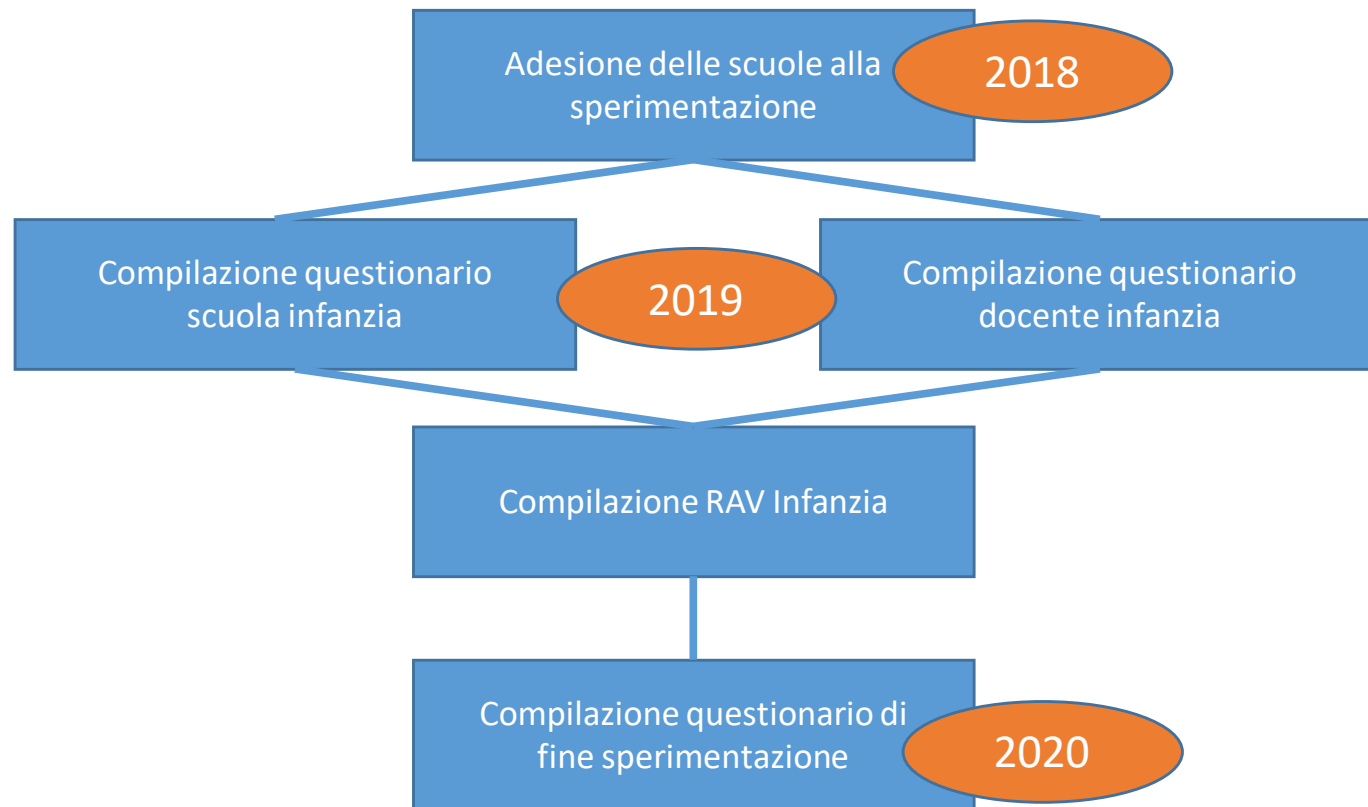 Adesione delle scuole alla
sperimentazione
2018
Compilazione questionario
scuola infanzia
2019
Compilazione questionario
docente infanzia
Compilazione RAV Infanzia
Compilazione questionario di
fine sperimentazione
2020